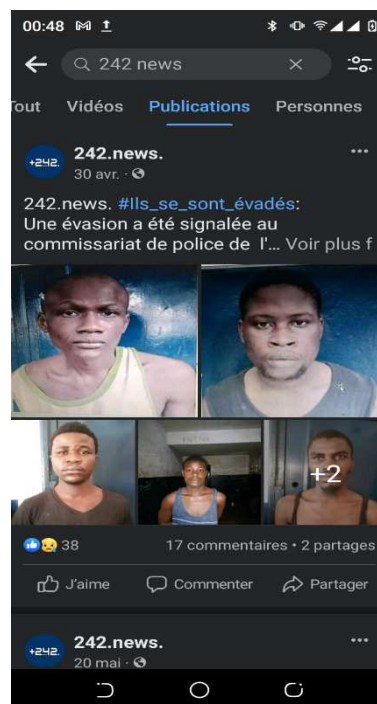 00:48
242 news
Tout Vidéos Publications Personnes
+242.
242.news.
30 avr.
242.news. #Ils_se_sont_évadés:
Une évasion a été signalée au
commissariat de police de l'... Voir plus f
+2
38 17 commentaires • 2 partages
J'aime Commenter Partager
+242.
242.news.
20 mai